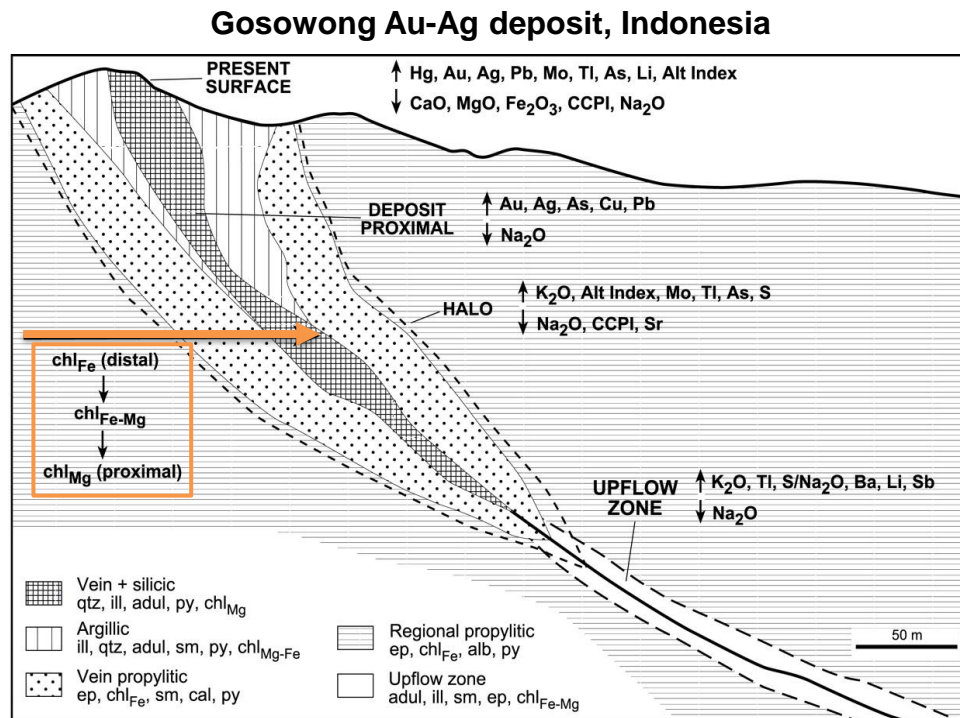 Gosowong Au-Ag deposit, Indonesia
PRESENT
SURFACE
↑ Hg, Au, Ag, Pb, Mo, Tl, As, Li, Alt Index
↓ CaO, MgO, Fe2O3, CCPI, Na2O
DEPOSIT
PROXIMAL
↑ Au, Ag, As, Cu, Pb
↓ Na2O
HALO
↑ K2O, Alt Index, Mo, Tl, As, S
↓ Na2O, CCPI, Sr
chlFe (distal)
chlFe-Mg
chlMg (proximal)
UPFLOW
ZONE
↑ K2O, Tl, S/Na2O, Ba, Li, Sb
↓ Na2O
Vein + silicic
qtz, ill, adul, py, chlMg
Argillic
ill, qtz, adul, sm, py, chlMg-Fe
Vein propylitic
ep, chlFe, sm, cal, py
Regional propylitic
ep, chlFe, alb, py
Upflow zone
adul, ill, sm, ep, chlFe-Mg
50 m